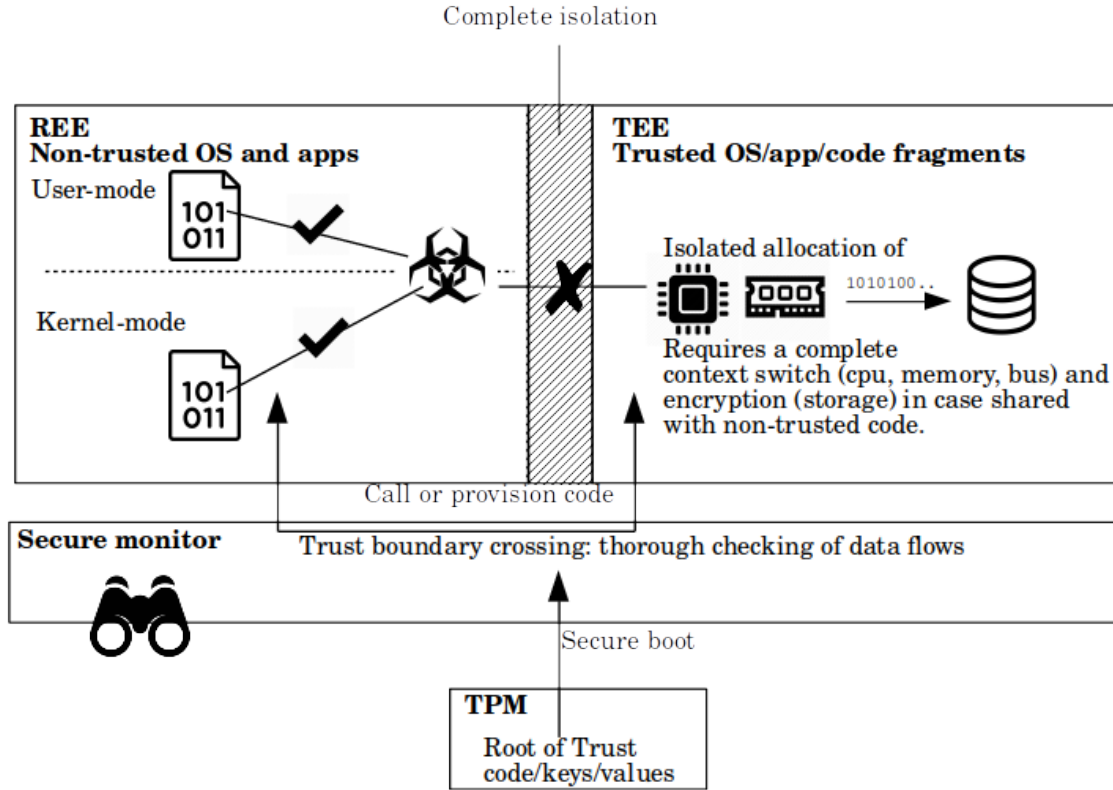 Complete isolation
REE
Non-trusted OS and apps
User-mode
101
011
Kernel-mode
101
011
TEE
Trusted OS/app/code fragments
Isolated allocation of
1010100..
Requires a complete
context switch (cpu, memory, bus) and
encryption (storage) in case shared
with non-trusted code.
Call or provision code
Secure monitor
Trust boundary crossing: thorough checking of data flows
Secure boot
TPM
Root of Trust
code/keys/values